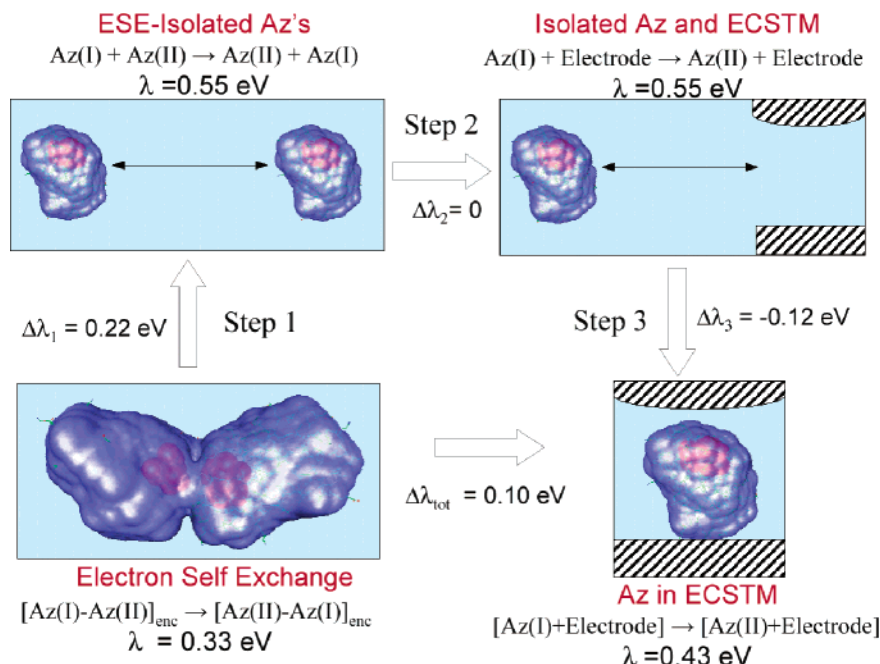 ESE-Isolated Az's
Az(I) + Az(II) → Az(II) + Az(I)
λ =0.55 eV
Isolated Az and ECSTM
Az(I) + Electrode → Az(II) + Electrode
λ =0.55 eV
Step 2
Δλ₂= 0
Δλ₁ = 0.22 eV
Step 1
Step 3
Δλ₃ = -0.12 eV
Δλₜₒₜ = 0.10 eV
Electron Self Exchange
[Az(I)-Az(II)]enc → [Az(II)-Az(I)]enc
λ = 0.33 eV
Az in ECSTM
[Az(I)+Electrode] → [Az(II)+Electrode]
λ=0.43 eV